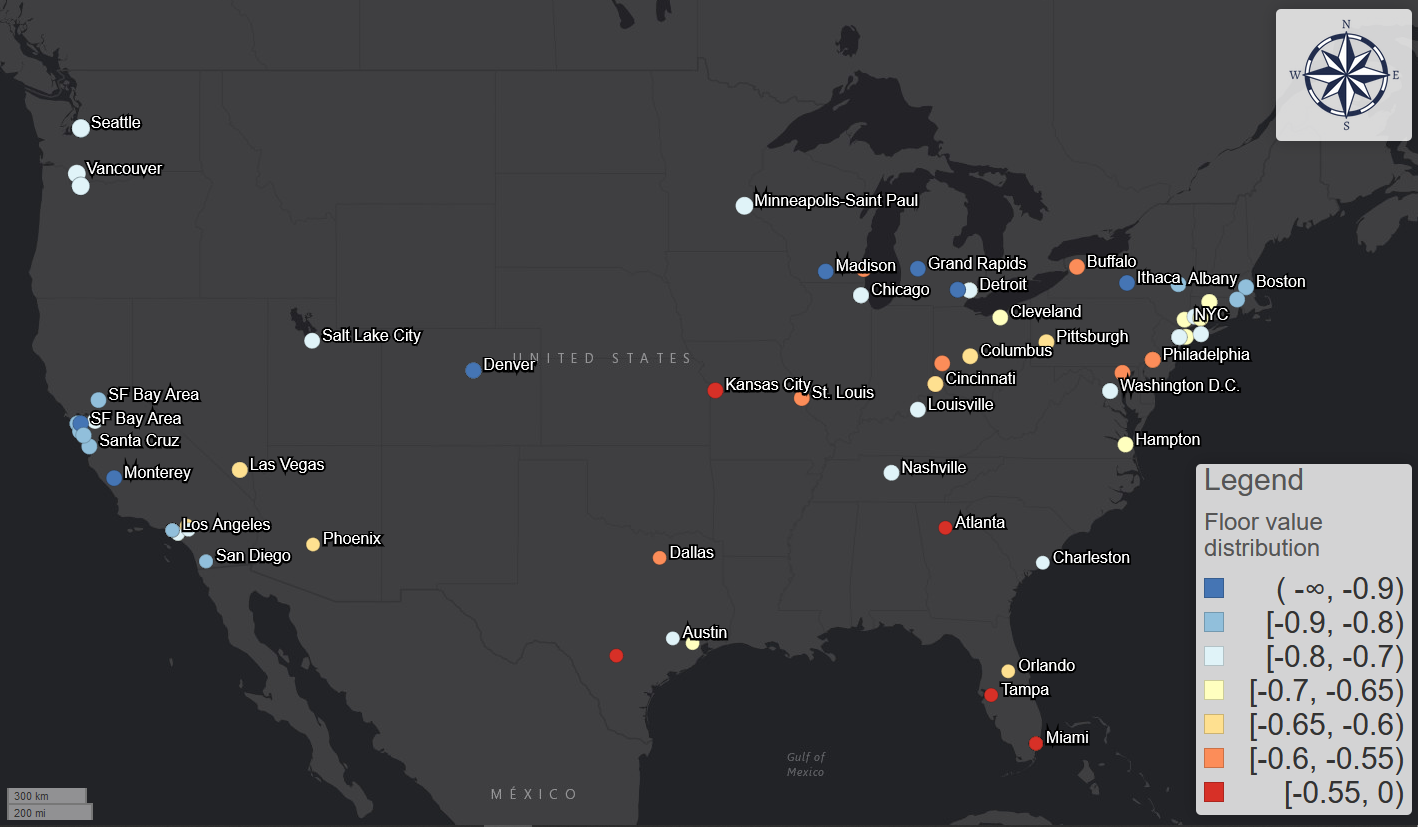 N
W E
S
Seattle
Vancouver
Minneapolis-Saint Paul
Madison
Grand Rapids
Buffalo
Ithaca
Albany
Boston
Chicago
Detroit
Cleveland
NYC
Salt Lake City
Pittsburgh
Columbus
Philadelphia
UNITED STATES
Denver
Cincinnati
Kansas City
St. Louis
Washington D.C.
SF Bay Area
Louisville
SF Bay Area
Santa Cruz
Hampton
Las Vegas
Monterey
Nashville
Los Angeles
Atlanta
Phoenix
San Diego
Dallas
Charleston
Austin
Orlando
Tampa
Miami
Gulf of
Mexico
MÉXICO
300 km
200 mi
Legend
Floor value
distribution
( -∞, -0.9)
[-0.9, -0.8)
[-0.8, -0.7)
[-0.7, -0.65)
[-0.65, -0.6)
[-0.6, -0.55)
[-0.55, 0)